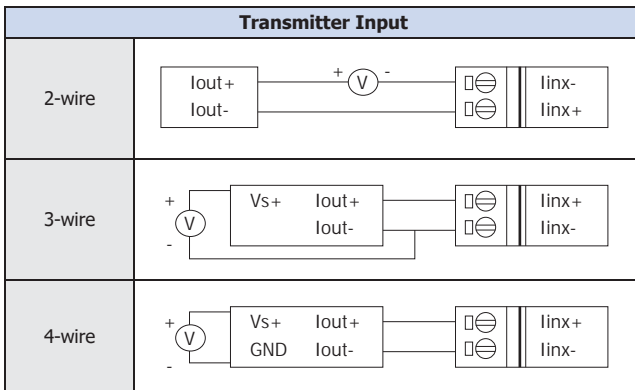 Transmitter Input
2-wire
Iout+ + V - Iinx-
Iout- Iinx+
3-wire
+ Vs+ Iout+ Iinx+
V
Iout- Iinx-
-
4-wire
+ Vs+ Iout+ Iinx+
V
GND Iout- Iinx-
-